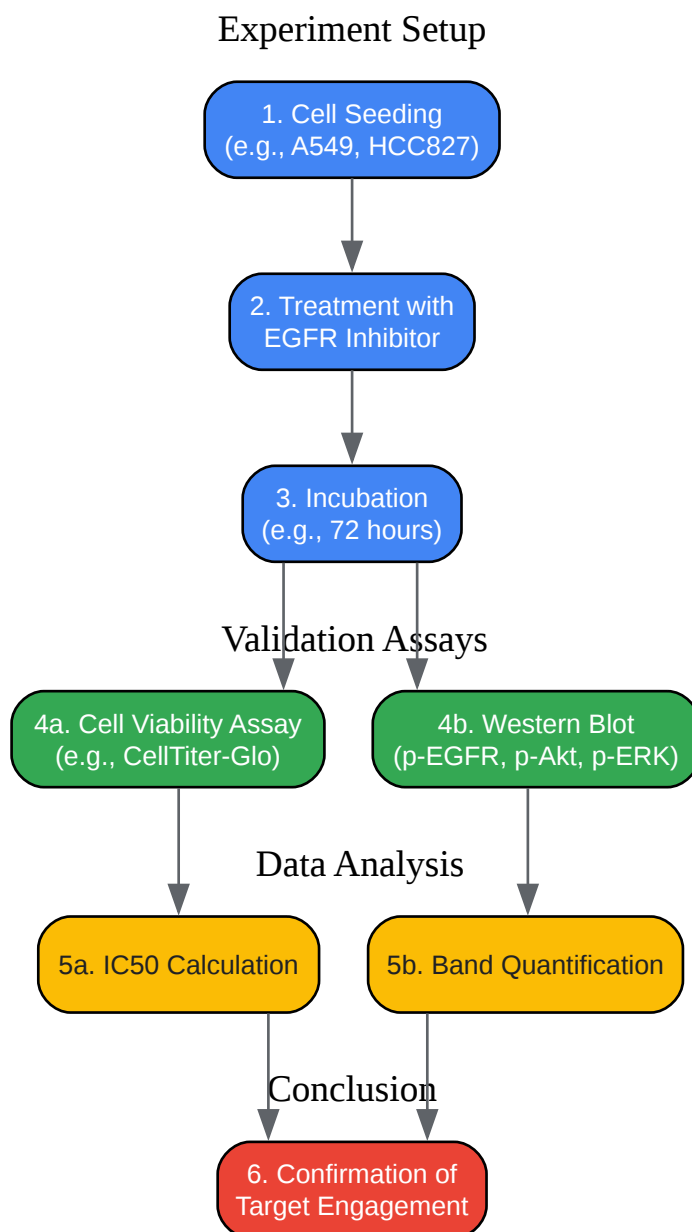 Experiment Setup
1. Cell Seeding
(e.g., A549, HCC827)
2. Treatment with
EGFR Inhibitor
3. Incubation
(e.g., 72 hours)
Validation Assays
4a. Cell Viability Assay
(e.g., CellTiter-Glo)
4b. Western Blot
(p-EGFR, p-Akt, p-ERK)
Data Analysis
5a. IC50 Calculation
5b. Band Quantification
Conclusion
6. Confirmation of
Target Engagement